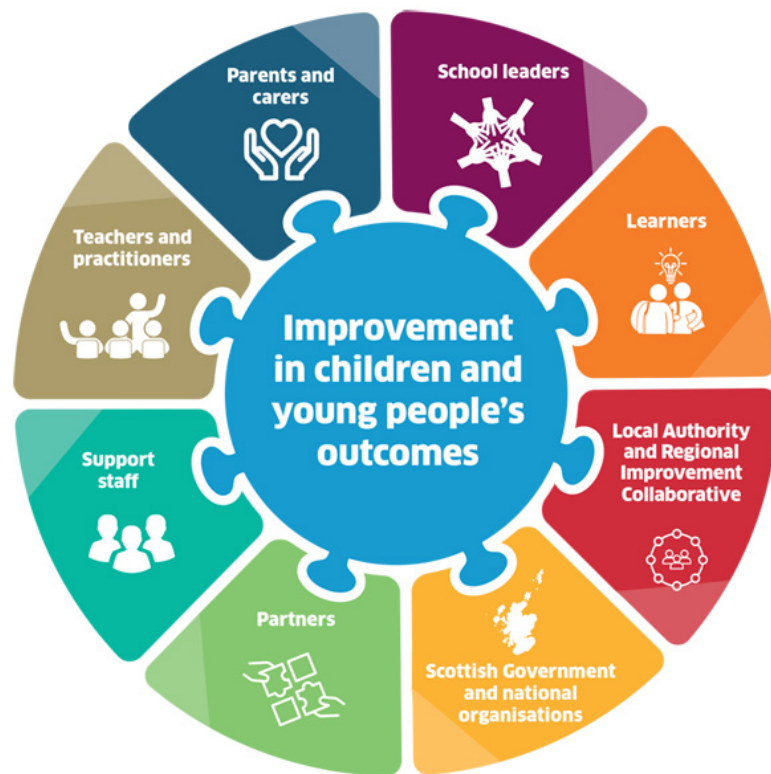 Parents and
carers
School leaders
Learners
Local Authority
and Regional
Improvement
Collaborative
Scottish Government
and national
organisations
Partners
Support
staff
Teachers and
practitioners
Improvement
in children and
young people's
outcomes